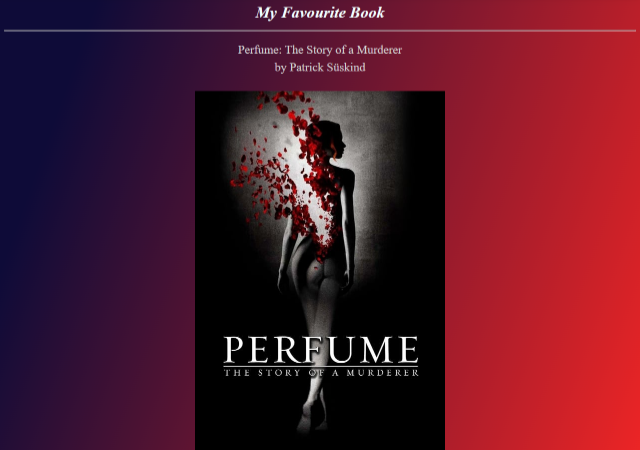 My Favourite Book
Perfume: The Story of a Murderer
by Patrick Süskind
PERFUME
THE STORY OF A MURDERER